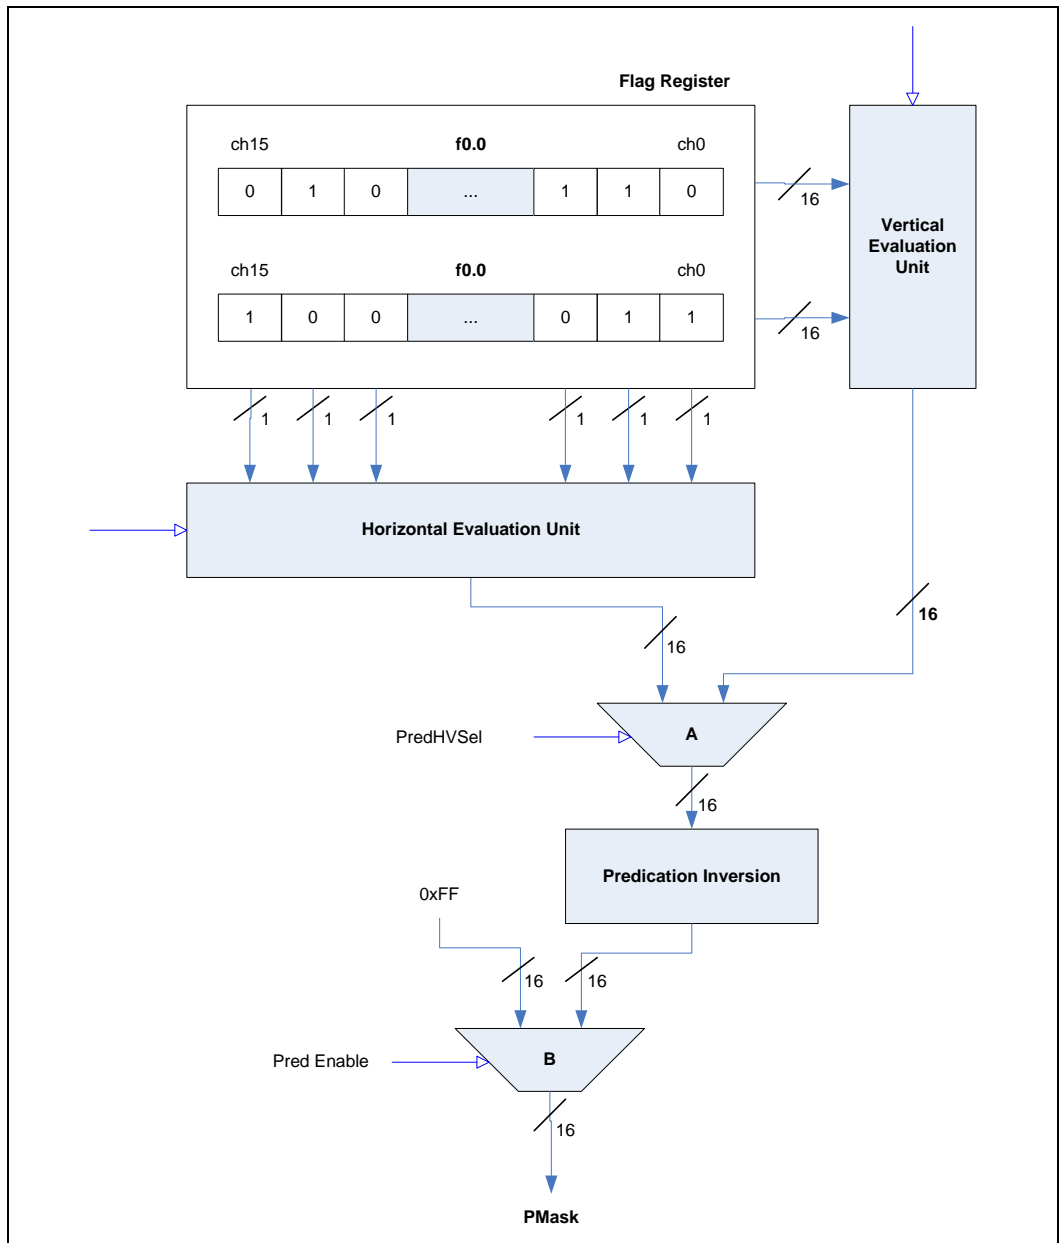 Flag Register
ch15 f0.0 ch0
0 1 0 ... 1 1 0
16
Vertical
Evaluation
Unit
ch15 f0.0 ch0
1 0 0 ... 0 1 1
16
1 1 1 1 1 1
Horizontal Evaluation Unit
16
16
PredHVSel
A
16
Predication Inversion
0xFF
16 16
Pred Enable
B
16
PMask